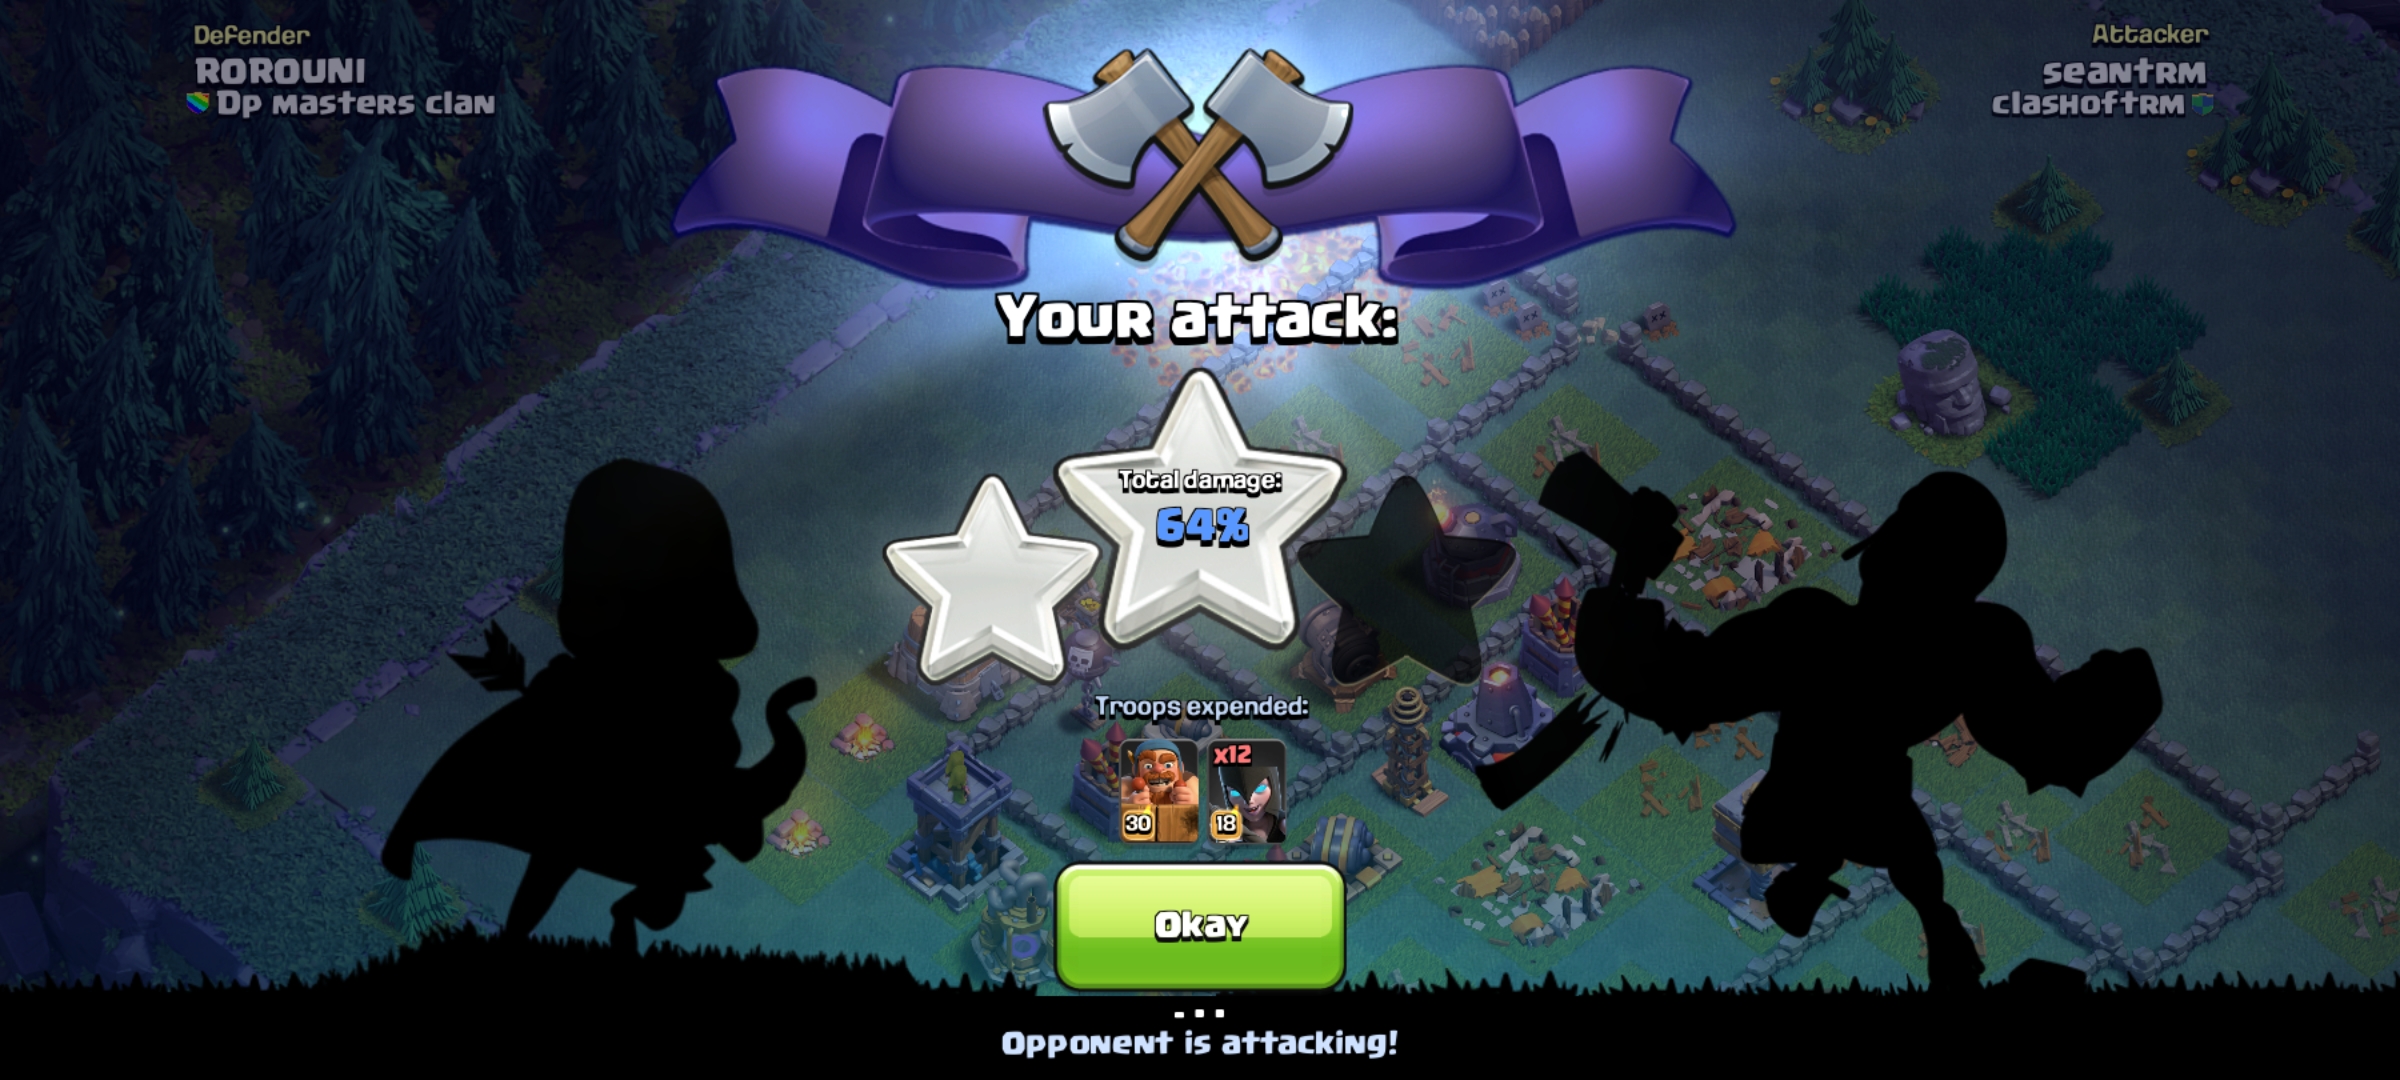 Defender
ROROUNI
Dp masters clan
Attacker
seantrm
clashoftrm
Your attack:
Total damage:
64%
Troops expended:
x12
30
18
Okay
...
Opponent is attacking!